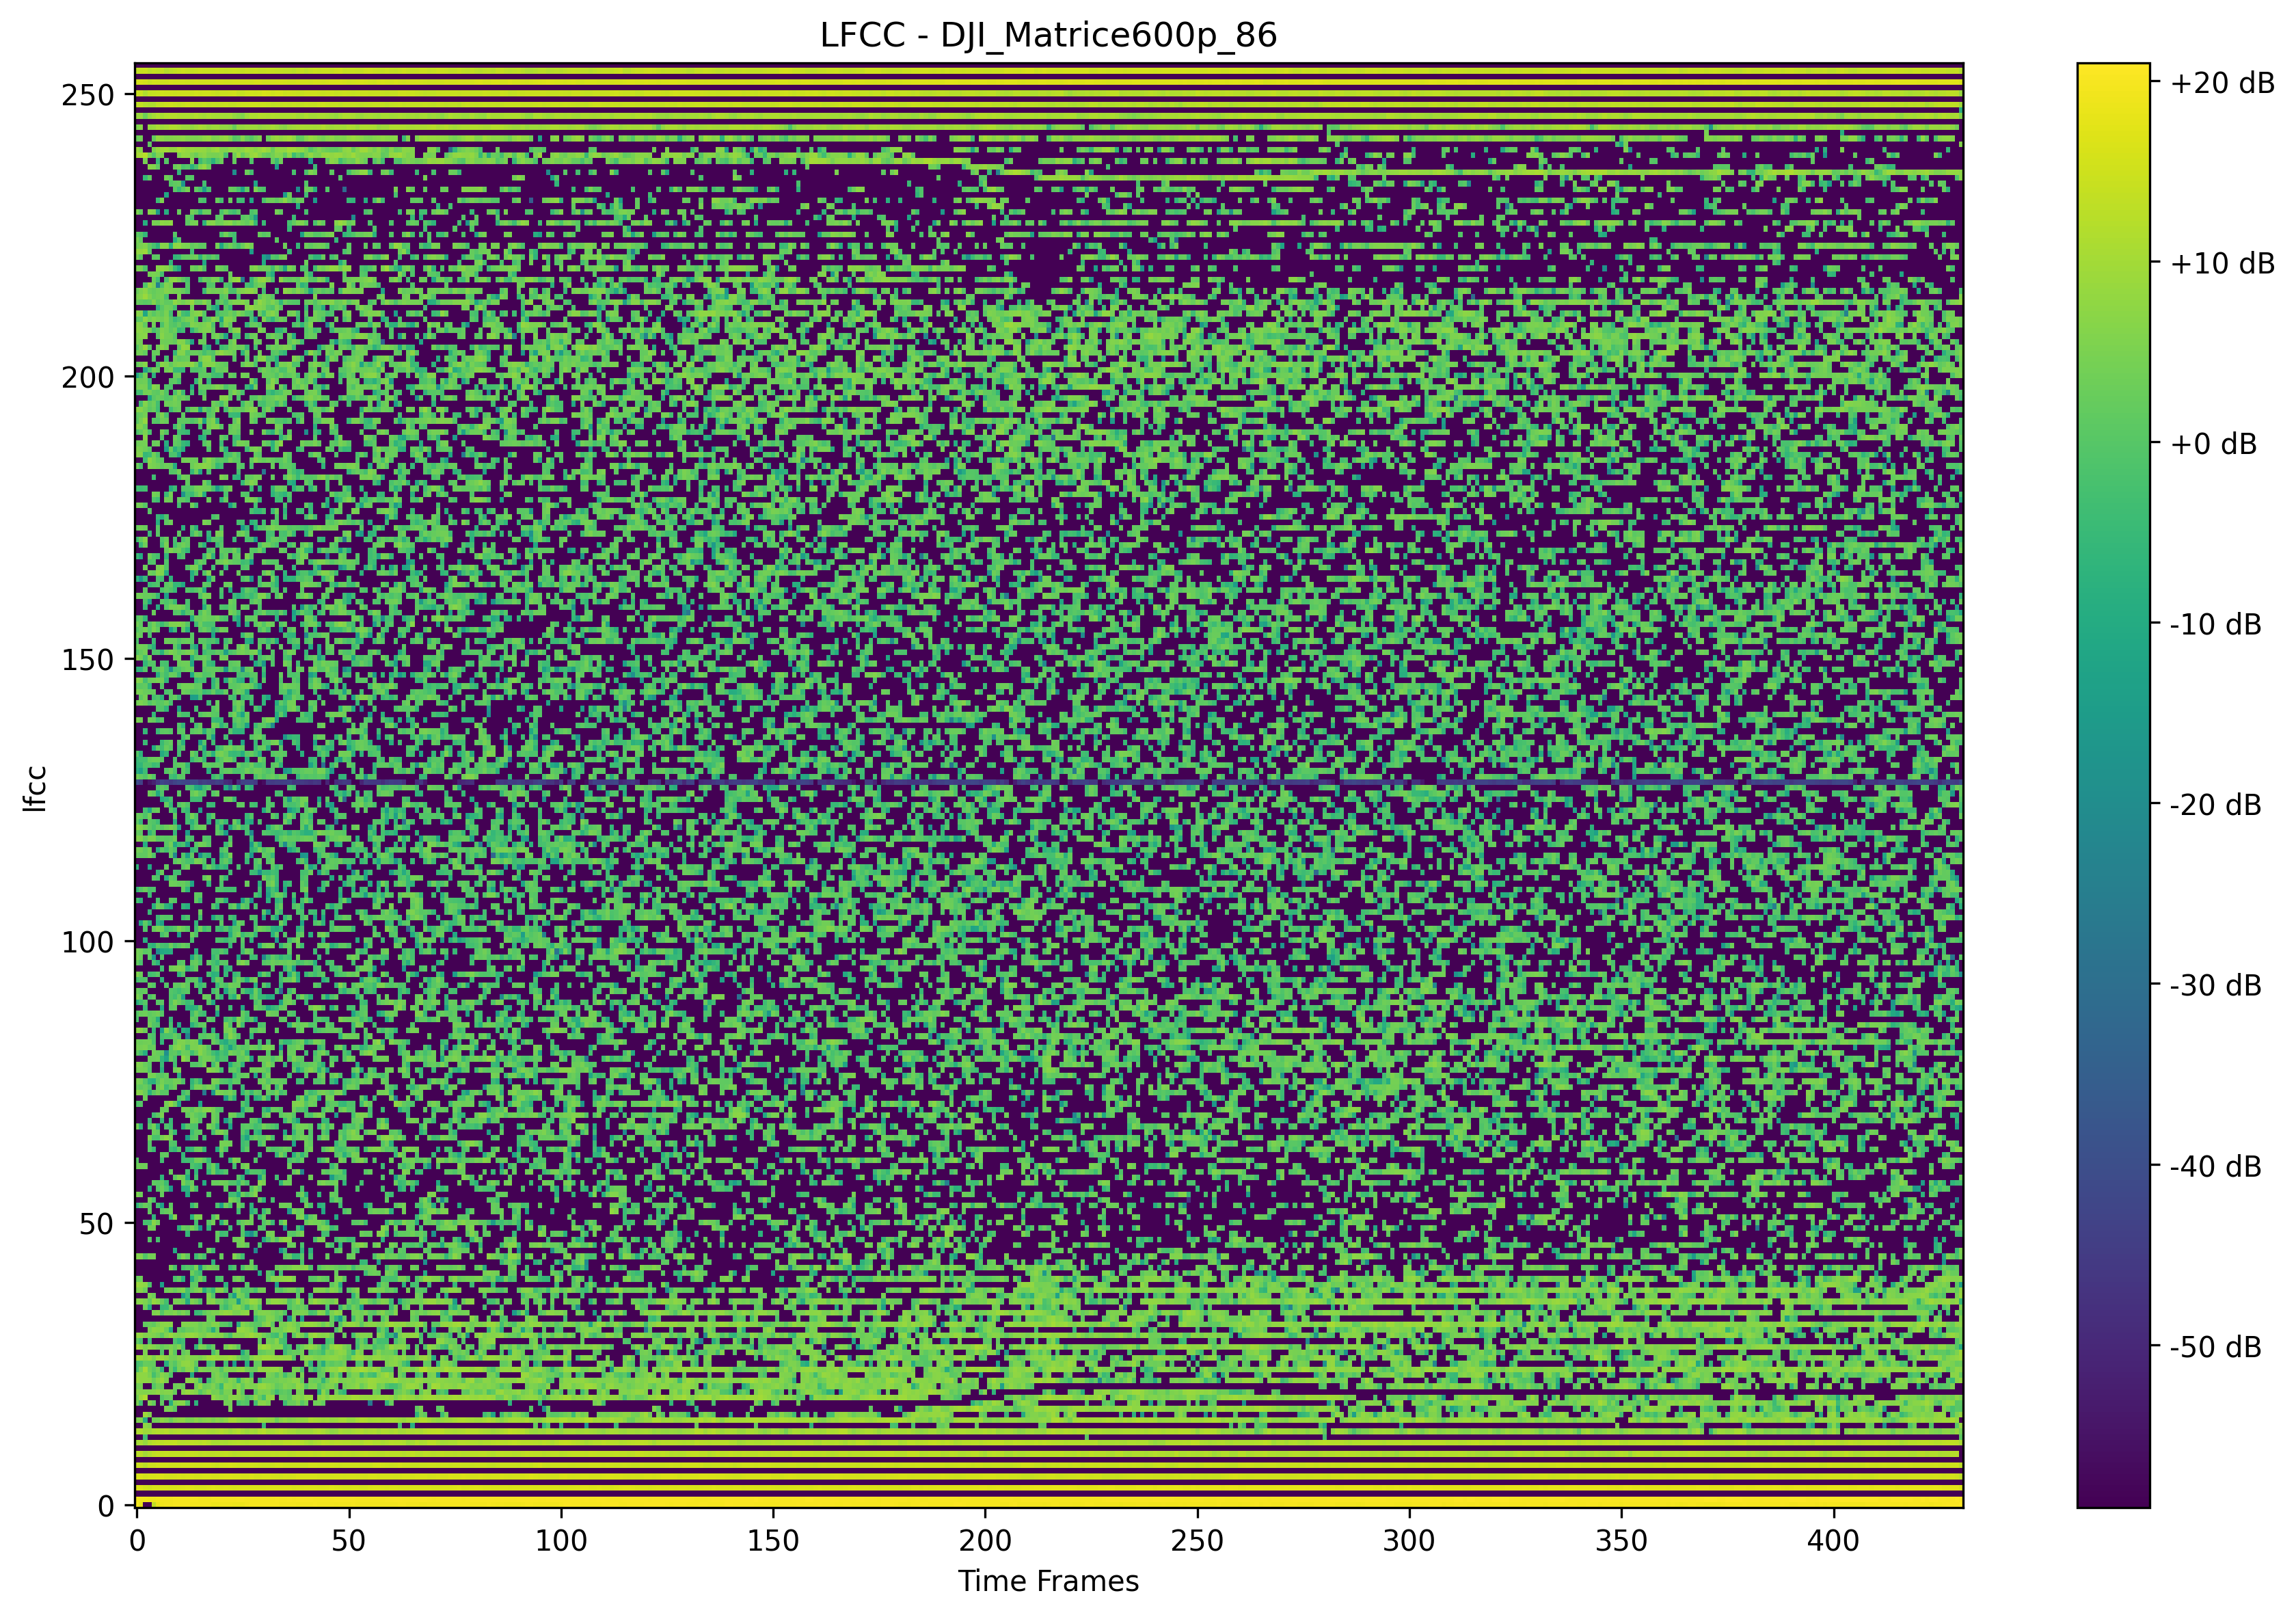 LFCC - DJI_Matrice600p_86
250
200
150
100
50
0
lfcc
0 50 100 150 200 250 300 350 400
Time Frames
+20 dB
+10 dB
+0 dB
-10 dB
-20 dB
-30 dB
-40 dB
-50 dB